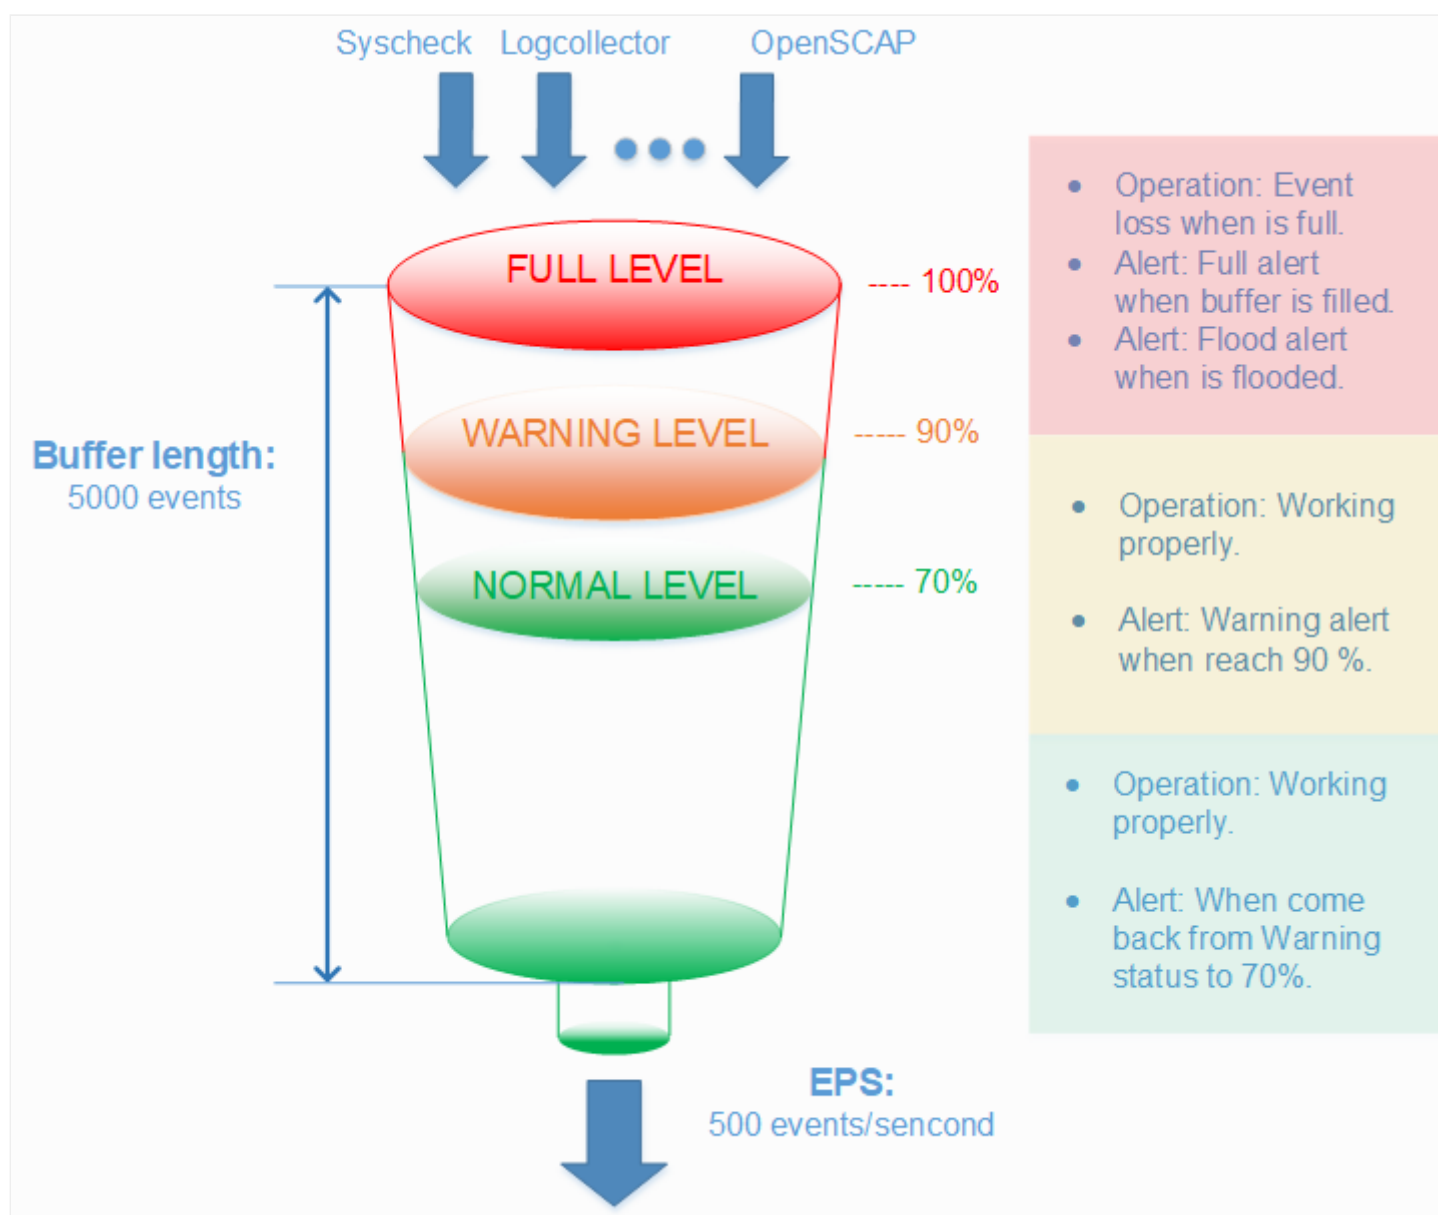 Syscheck Logcollector OpenSCAP
FULL LEVEL
---- 100%
WARNING LEVEL
----- 90%
NORMAL LEVEL
----- 70%
Buffer length:
5000 events
EPS:
500 events/sencond
• Operation: Event
loss when is full.
• Alert: Full alert
when buffer is filled.
• Alert: Flood alert
when is flooded.
• Operation: Working
properly.
• Alert: Warning alert
when reach 90 %.
• Operation: Working
properly.
• Alert: When come
back from Warning
status to 70%.